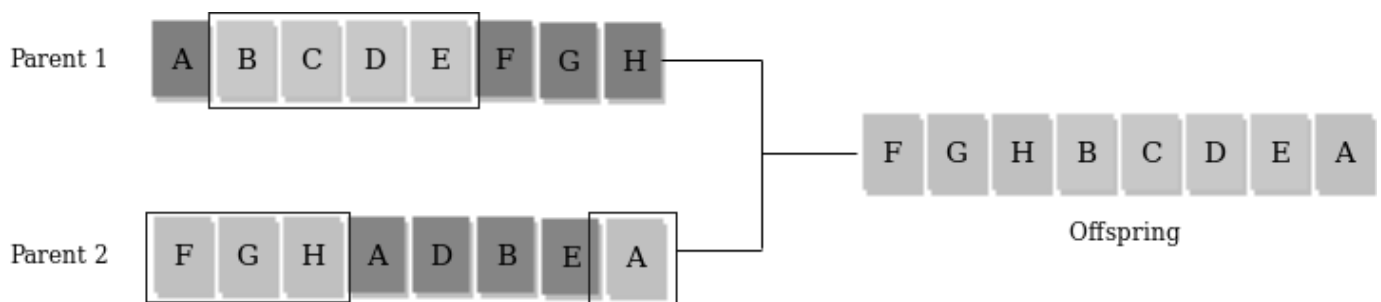 Parent 1 A B C D E F G H
F G H B C D E A
Offspring
Parent 2 F G H A D B E A